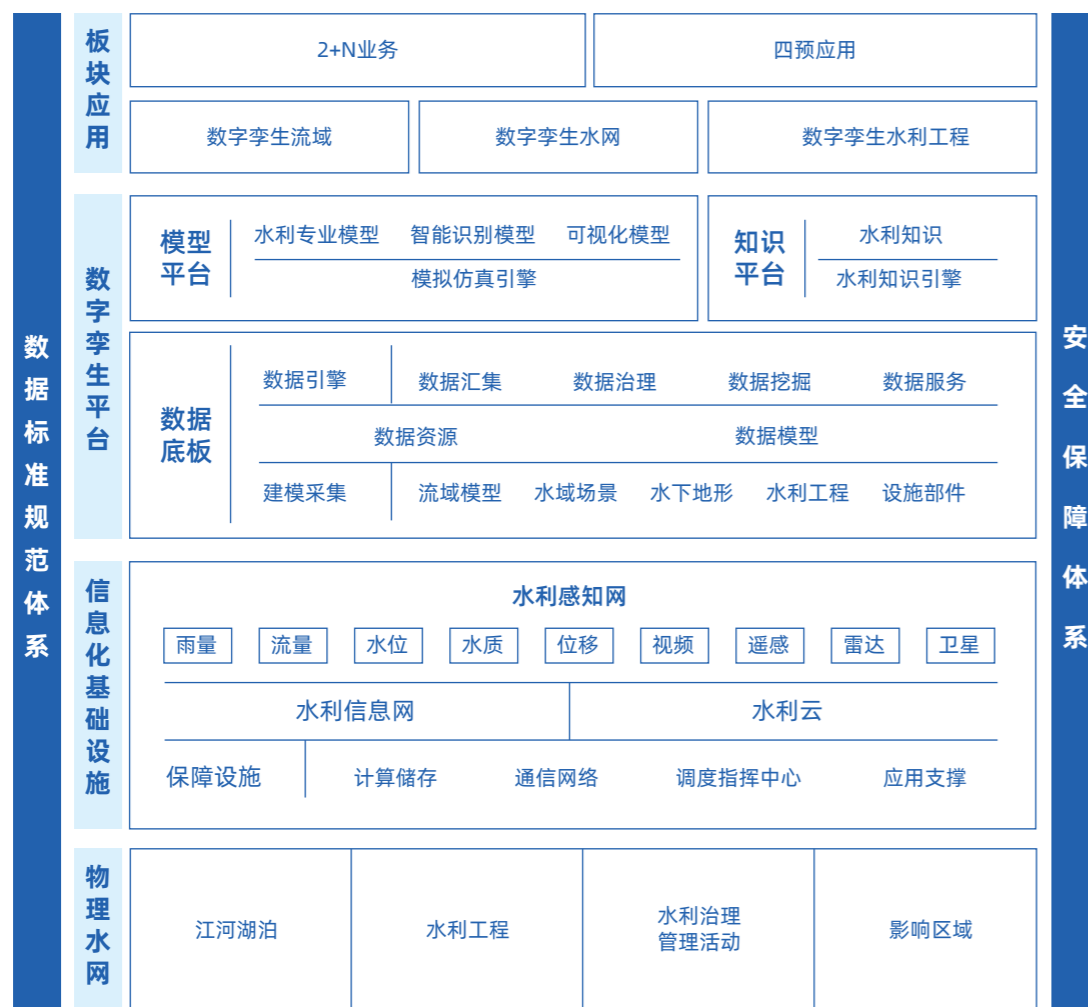 数据标准规范体系
板块应用
2+N业务
四预应用
数字孪生流域
数字孪生水网
数字孪生水利工程
数字孪生平台
模型
平台
水利专业模型
智能识别模型
可视化模型
模拟仿真引擎
知识
平台
水利知识
水利知识引擎
数据
底板
数据引擎
数据汇集
数据治理
数据挖掘
数据服务
数据资源
数据模型
建模采集
流域模型
水域场景
水下地形
水利工程
设施部件
信息化基础设施
水利感知网
雨量
流量
水位
水质
位移
视频
遥感
雷达
卫星
水利信息网
水利云
保障设施
计算储存
通信网络
调度指挥中心
应用支撑
物理水网
江河湖泊
水利工程
水利治理
管理活动
影响区域
安全保障体系